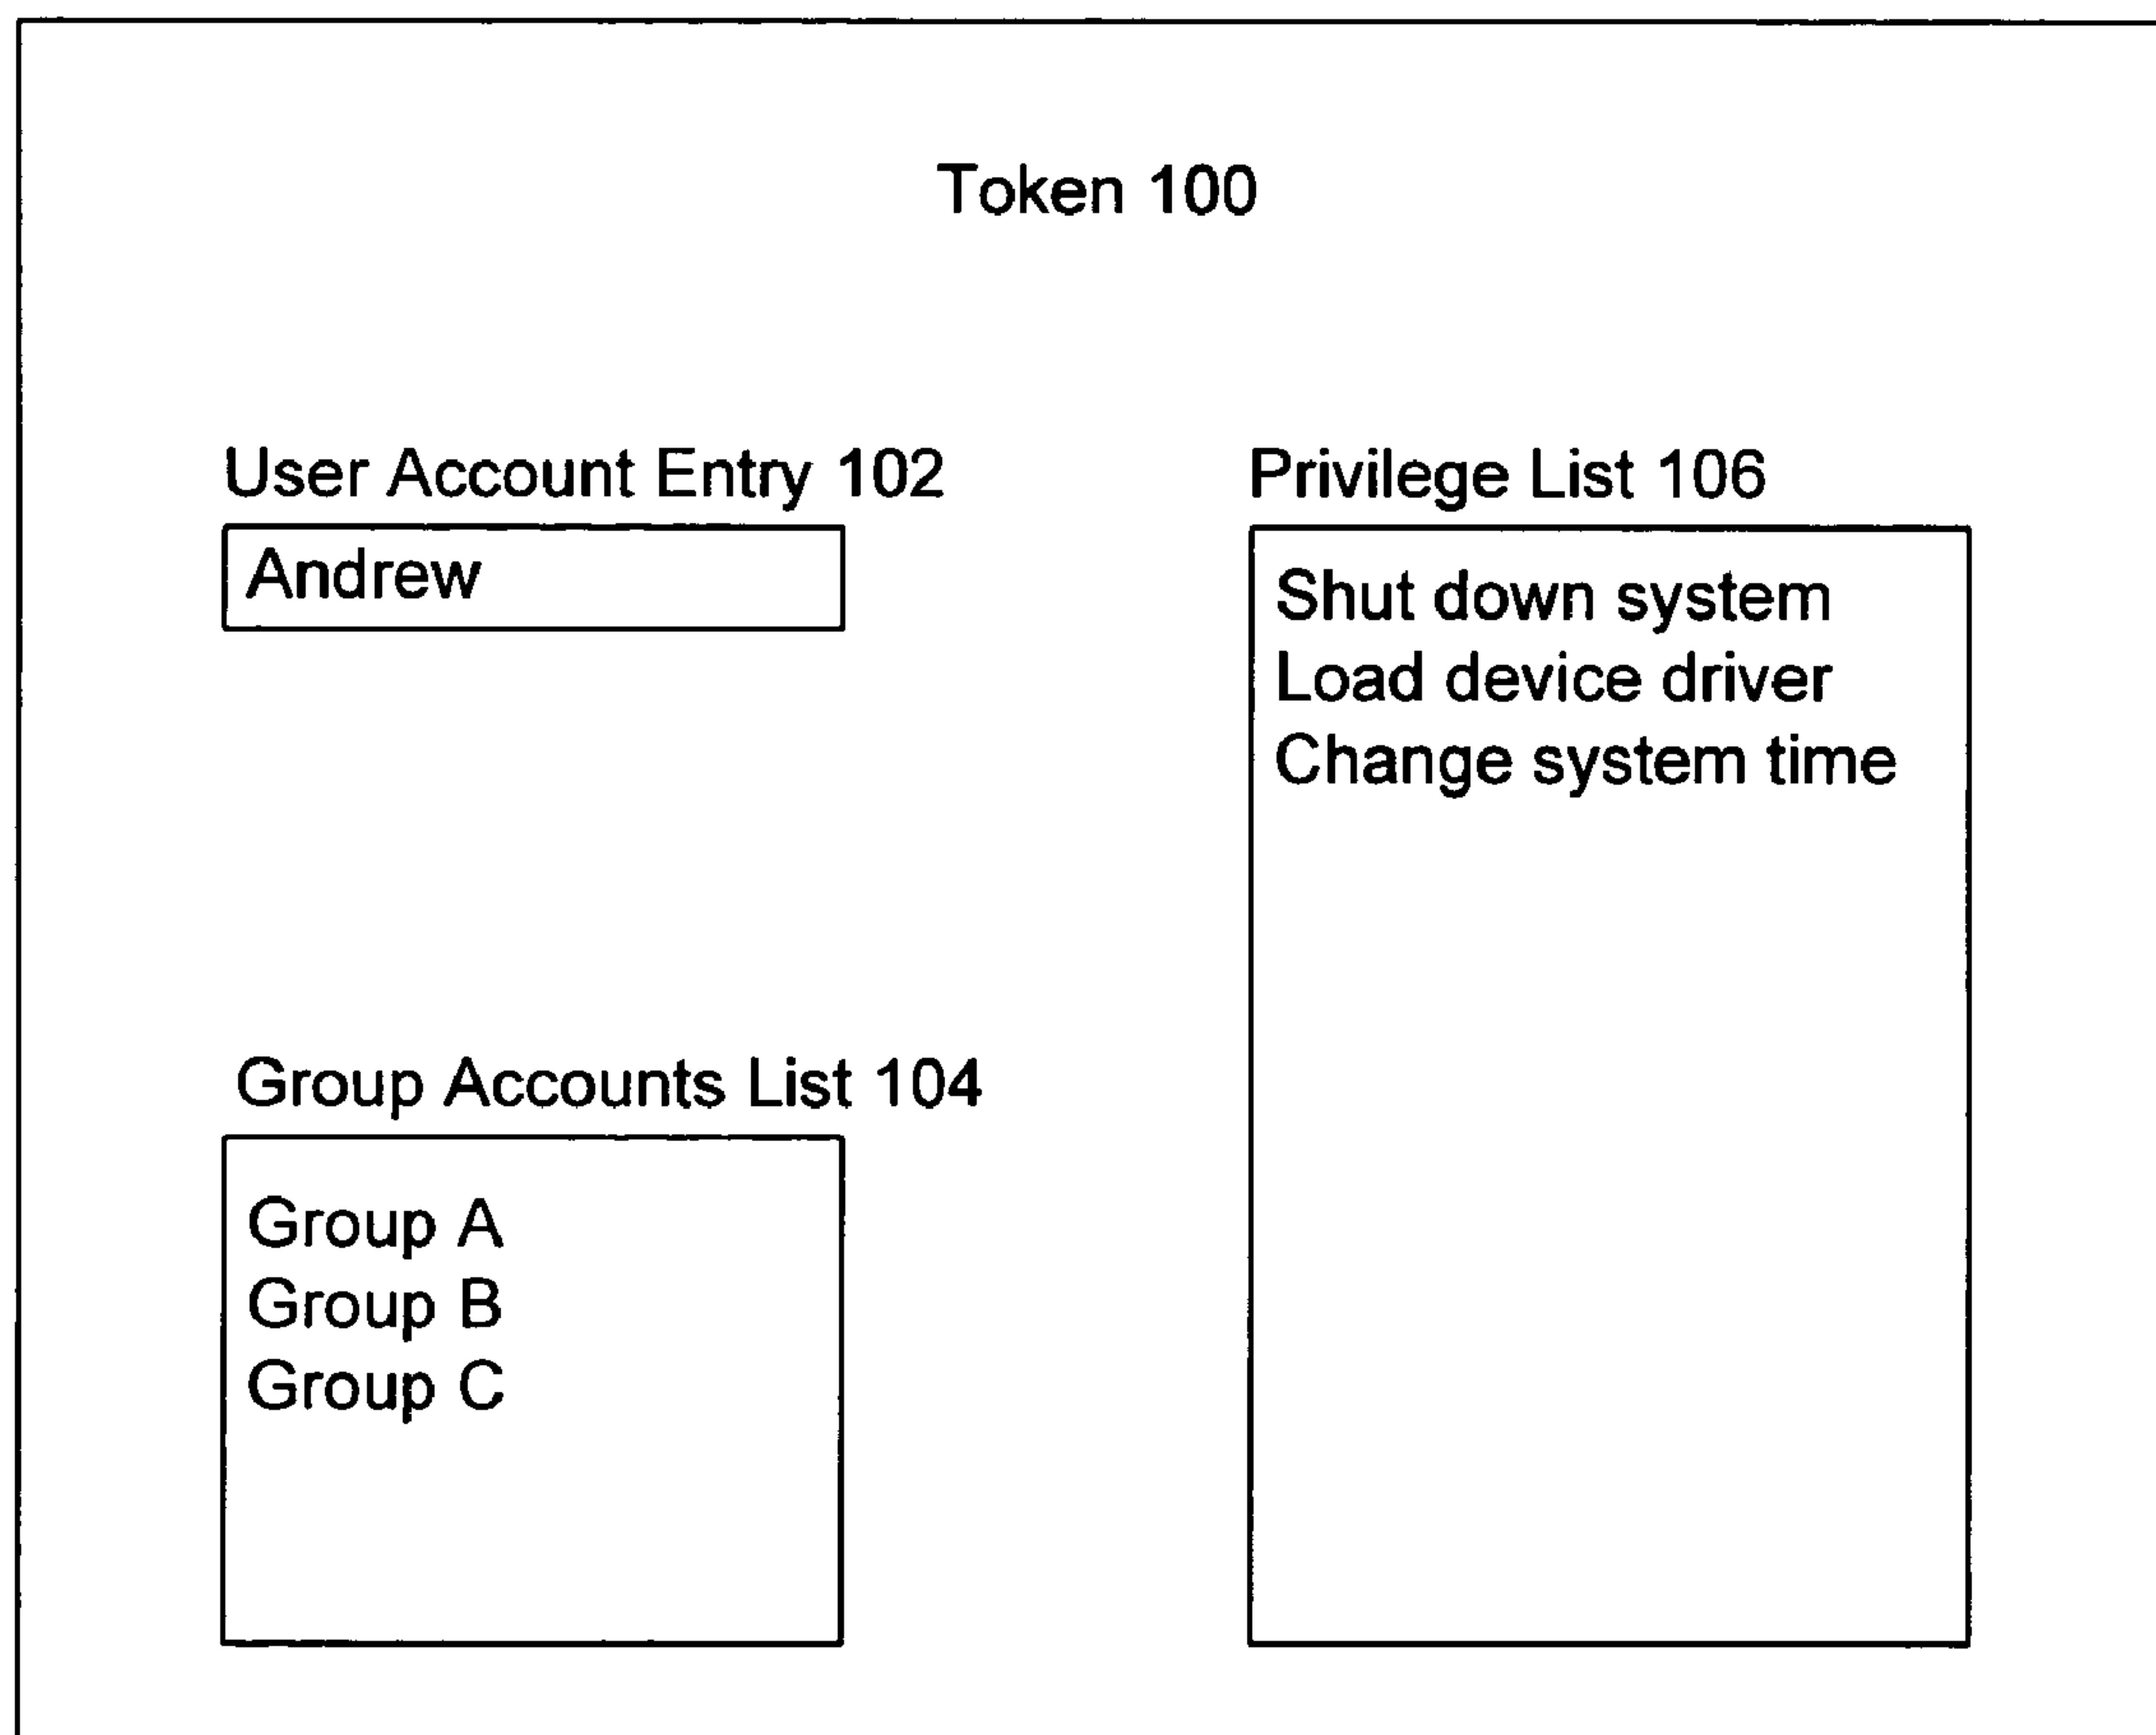 Token 100
User Account Entry 102
Andrew
Group Accounts List 104
Group A
Group B
Group C
Privilege List 106
Shut down system
Load device driver
Change system time